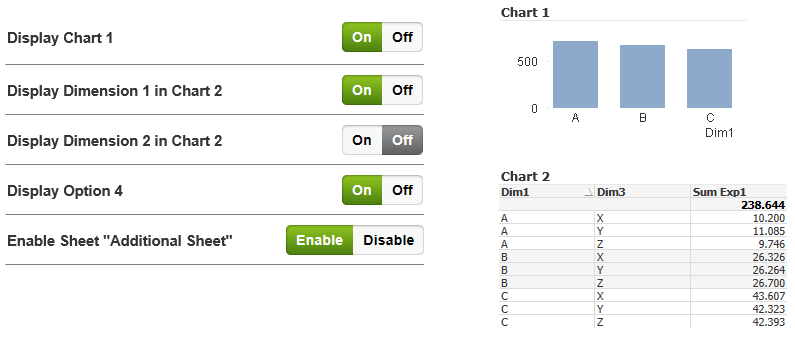 Display Chart 1 On Off
Display Dimension 1 in Chart 2 On Off
Display Dimension 2 in Chart 2 On Off
Display Option 4 On Off
Enable Sheet "Additional Sheet" Enable Disable
Chart 1
500
0
A B C
Dim1
Chart 2
Dim1 Dim3 Sum Exp1
238.644
A X 10.200
A Y 11.085
A Z 9.746
B X 26.326
B Y 26.264
B Z 26.700
C X 43.607
C Y 42.323
C Z 42.393